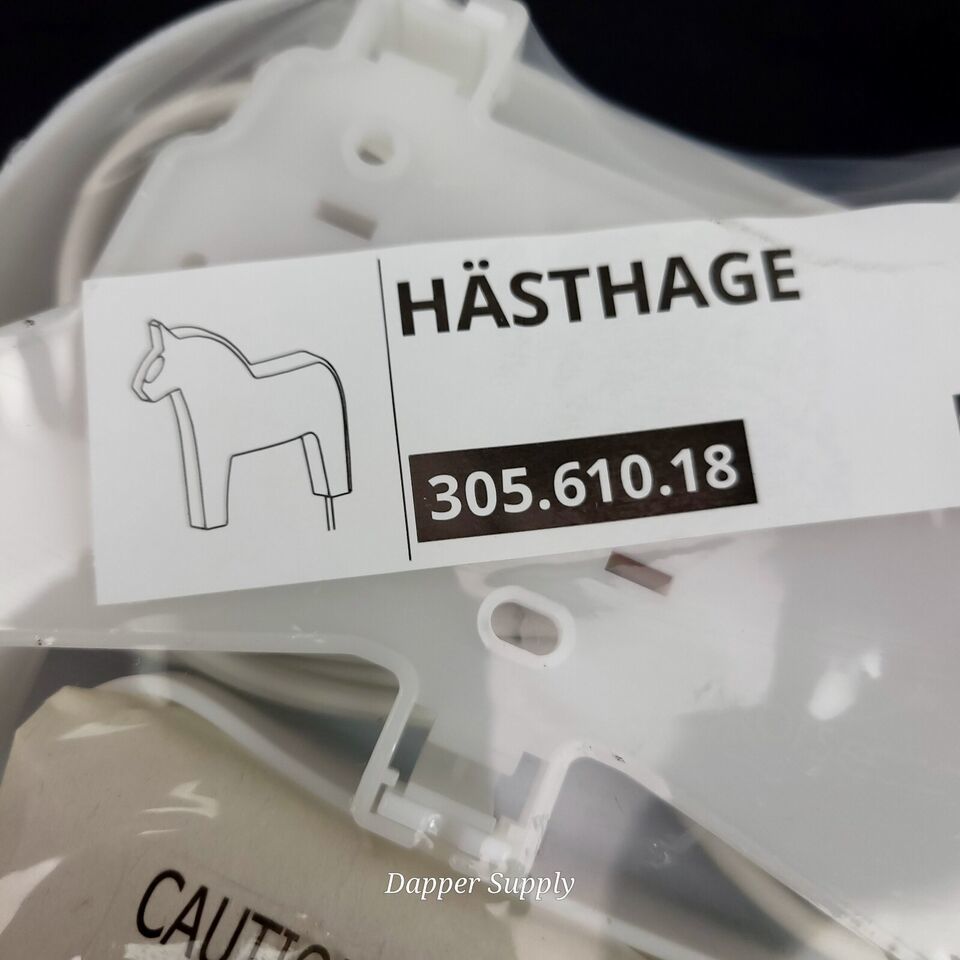 HÄSTHAGE
305.610.18
Dapper Supply